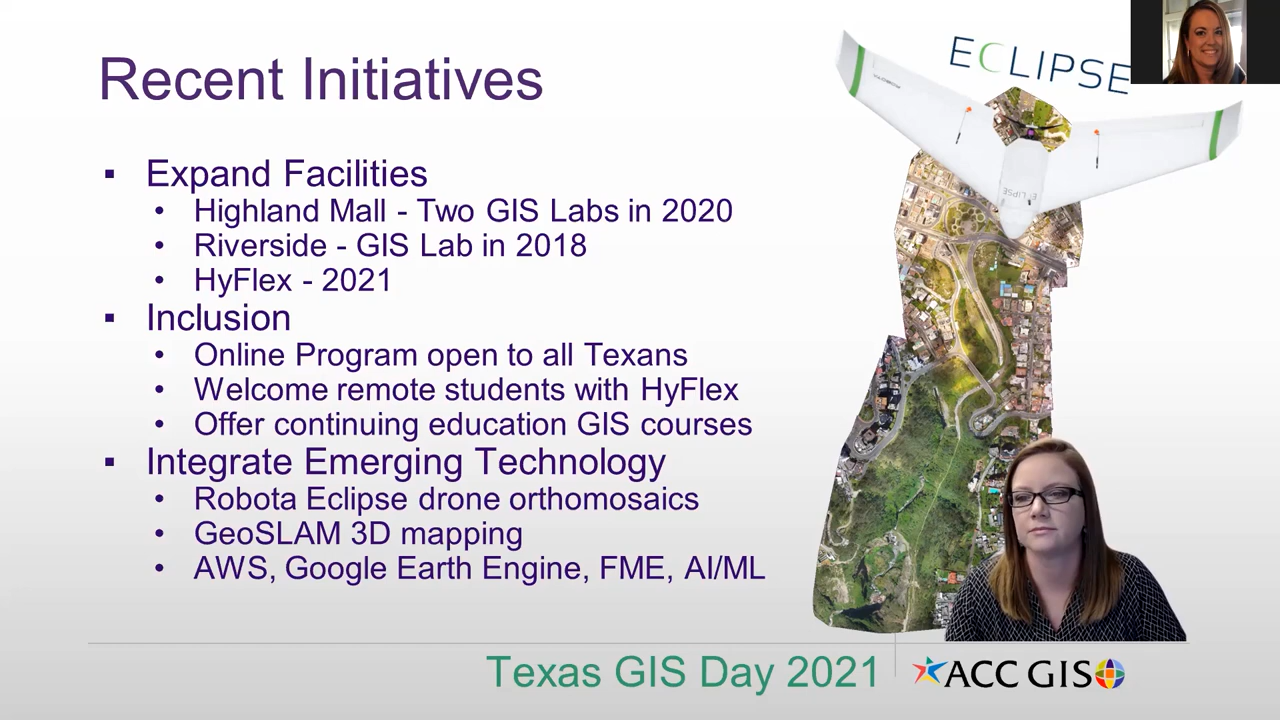 Recent Initiatives
ECLIPSE
▪ Expand Facilities
• Highland Mall - Two GIS Labs in 2020
• Riverside - GIS Lab in 2018
• HyFlex - 2021
▪ Inclusion
• Online Program open to all Texans
• Welcome remote students with HyFlex
• Offer continuing education GIS courses
▪ Integrate Emerging Technology
• Robota Eclipse drone orthomosaics
• GeoSLAM 3D mapping
• AWS, Google Earth Engine, FME, AI/ML
ECLIPSE
Texas GIS Day 2021
ACC GIS